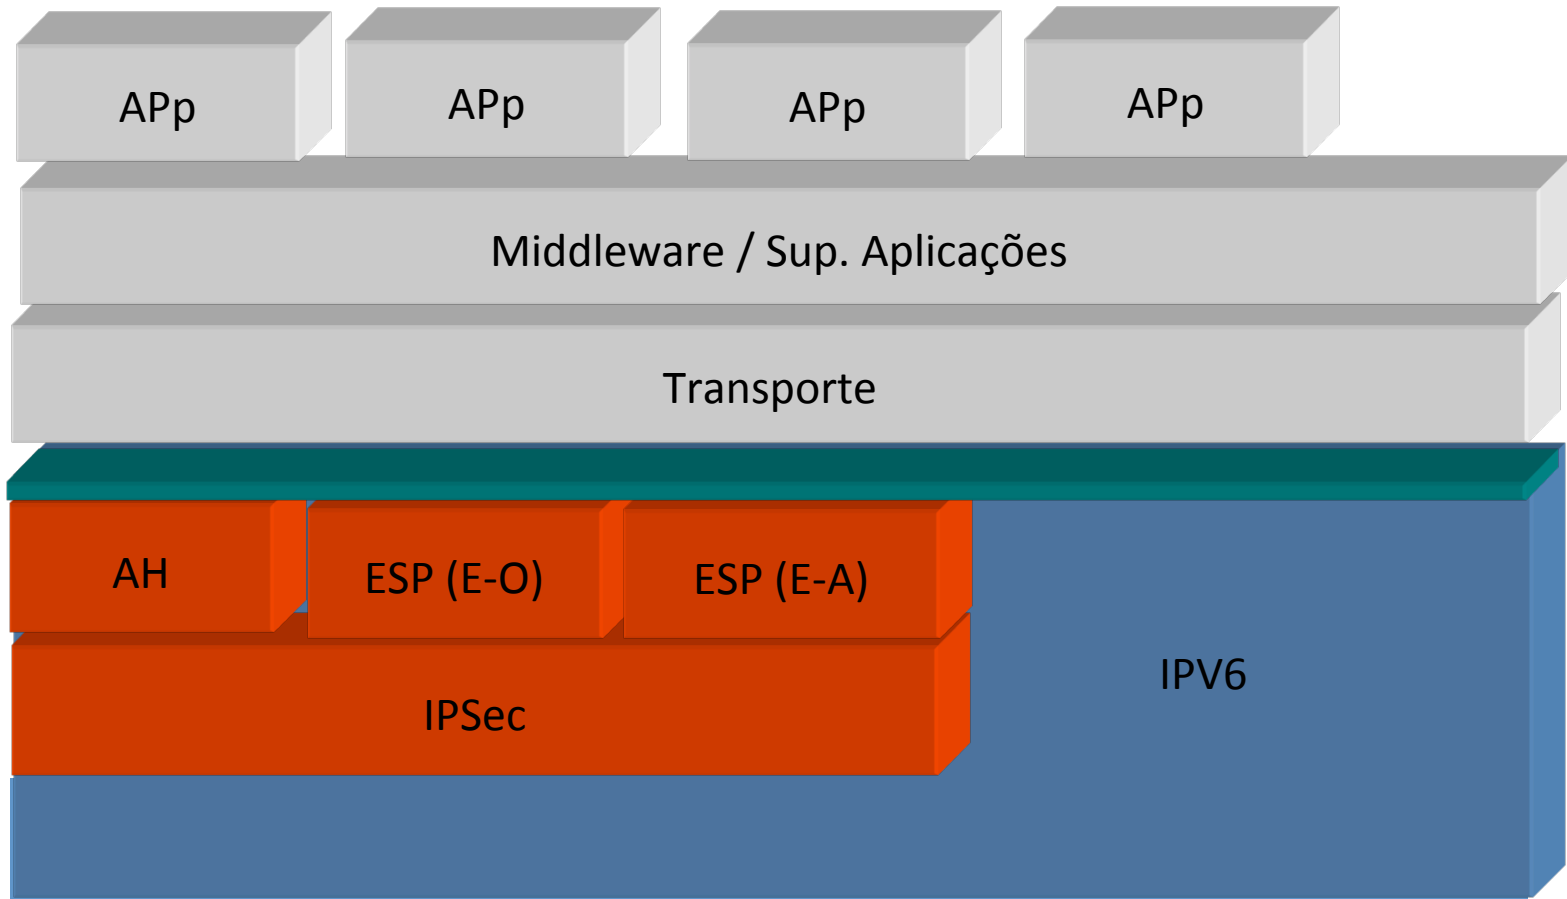 APp
APp
APp
APp
Middleware / Sup. Aplicações
Transporte
AH
ESP (E-O)
ESP (E-A)
IPSec
IPV6